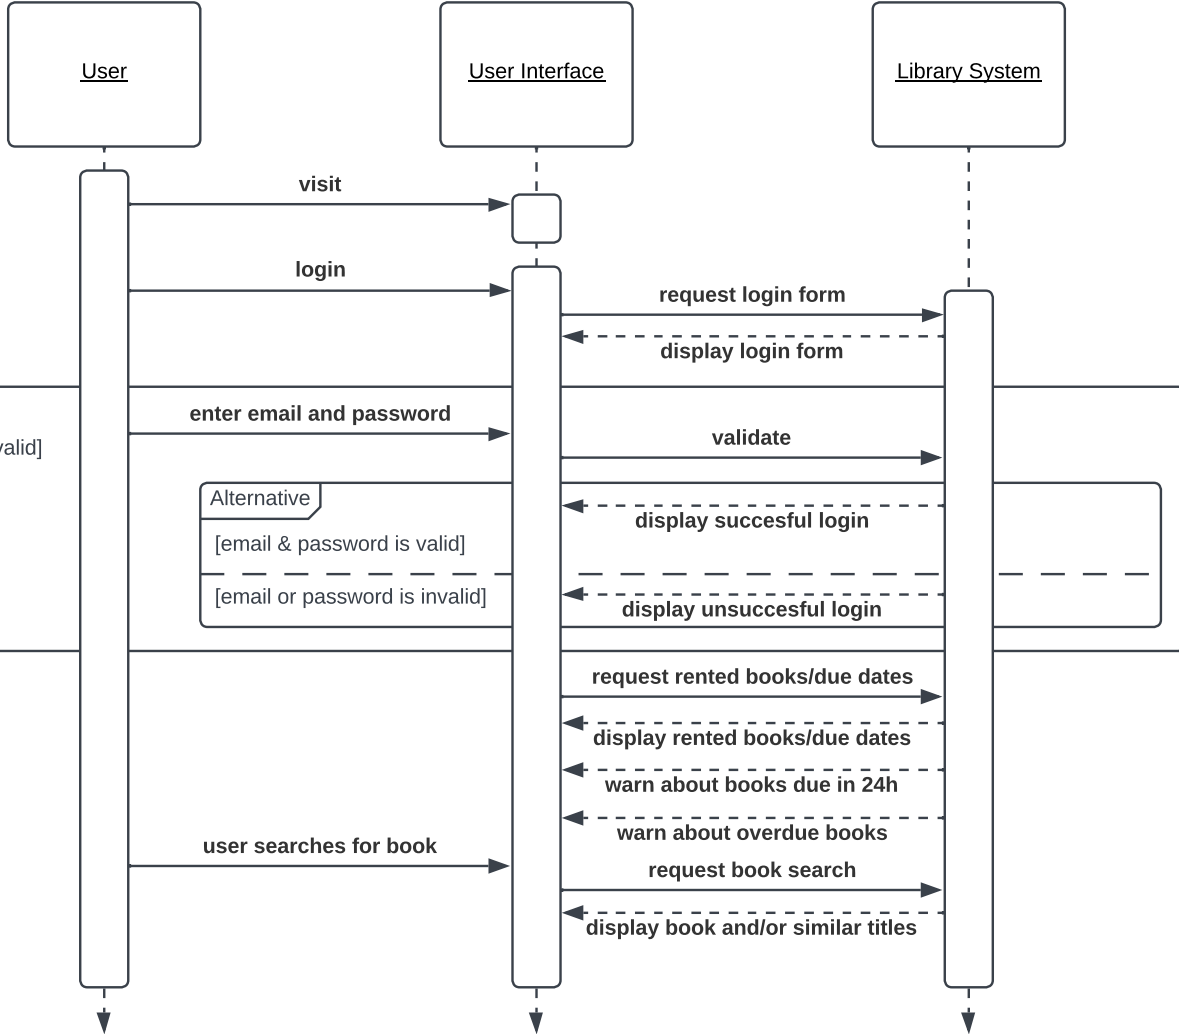 User
User Interface
Library System
visit
login
request login form
display login form
enter email and password
validate
valid]
Alternative
display succesful login
[email & password is valid]
[email or password is invalid]
display unsuccesful login
request rented books/due dates
display rented books/due dates
warn about books due in 24h
warn about overdue books
user searches for book
request book search
display book and/or similar titles